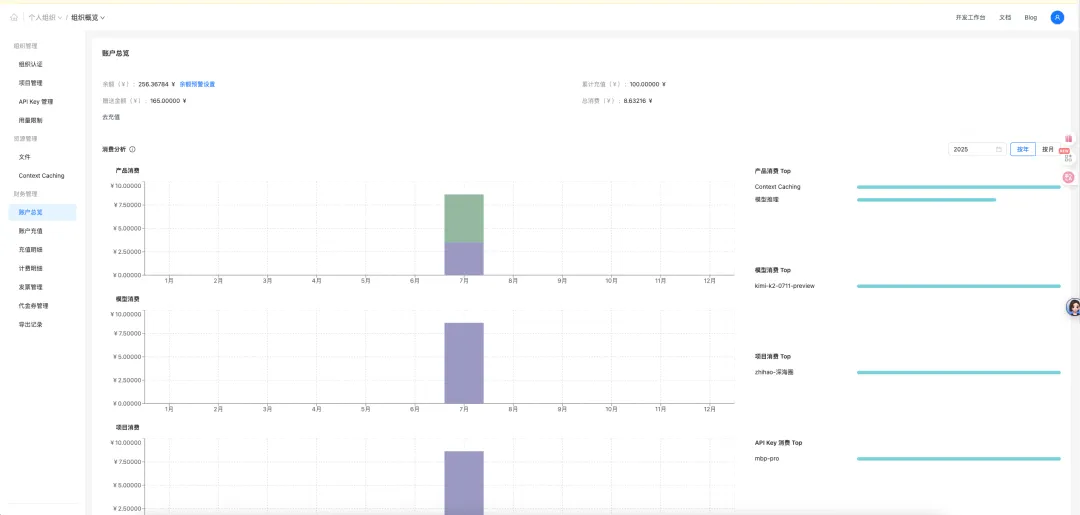 个人组织 / 组织概览
开发工作台 文档 Blog A
组织管理
组织认证
项目管理
API Key 管理
用量限制
资源管理
文件
Context Caching
财务管理
账户总览
账户充值
充值明细
计费明细
发票管理
代金券管理
导出记录
账户总览
余额（¥）: 256.36784 ¥ 余额预警设置
累计充值（¥）: 100.00000 ¥
赠送金额（¥）: 165.00000 ¥
总消费（¥）: 8.63216 ¥
去充值
消费分析
2025 按年 按月
产品消费
¥10.00000
¥7.50000
¥5.00000
¥2.50000
¥0.00000
1月 2月 3月 4月 5月 6月 7月 8月 9月 10月 11月 12月
产品消费 Top
Context Caching
模型推理
模型消费
¥10.00000
¥7.50000
¥5.00000
¥2.50000
¥0.00000
1月 2月 3月 4月 5月 6月 7月 8月 9月 10月 11月 12月
模型消费 Top
kimi-k2-0711-preview
项目消费
¥10.00000
¥7.50000
¥5.00000
¥2.50000
项目消费 Top
zhihao-深海圈
API Key 消费 Top
mbp-pro